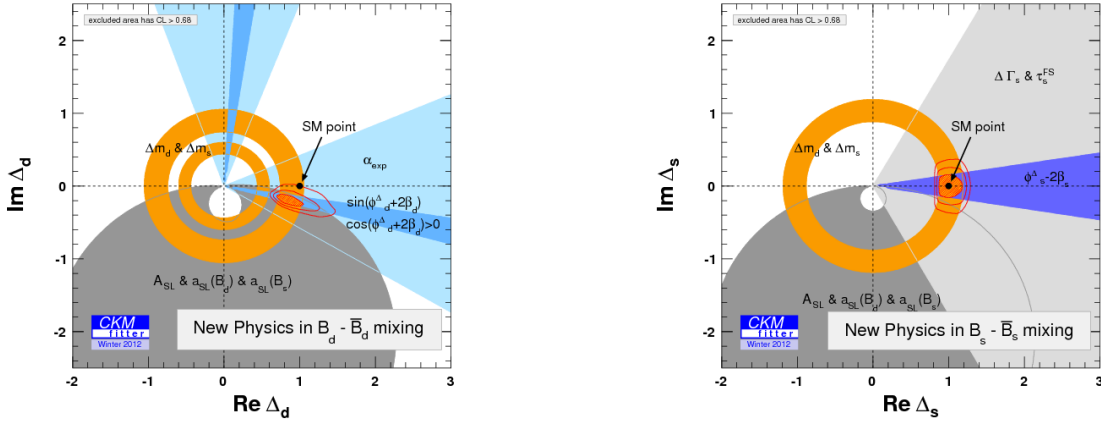 excluded area has CL > 0.68
2
1
0
-1
-2
Im Δd
Δmd & Δms
SM point
αexp
sin(φΔd+2βd)
cos(φΔd+2βd)>0
ASL & aSL(Bd) & aSL(Bs)
CKM
fitter
Winter 2012
New Physics in Bd - B̅d mixing
-2 -1 0 1 2 3
Re Δd
excluded area has CL > 0.68
2
1
0
-1
-2
Im Δs
ΔΓs & τsFS
Δmd & Δms
SM point
φΔs-2βs
ASL & aSL(Bd) & aSL(Bs)
CKM
fitter
Winter 2012
New Physics in Bs - B̅s mixing
-2 -1 0 1 2 3
Re Δs